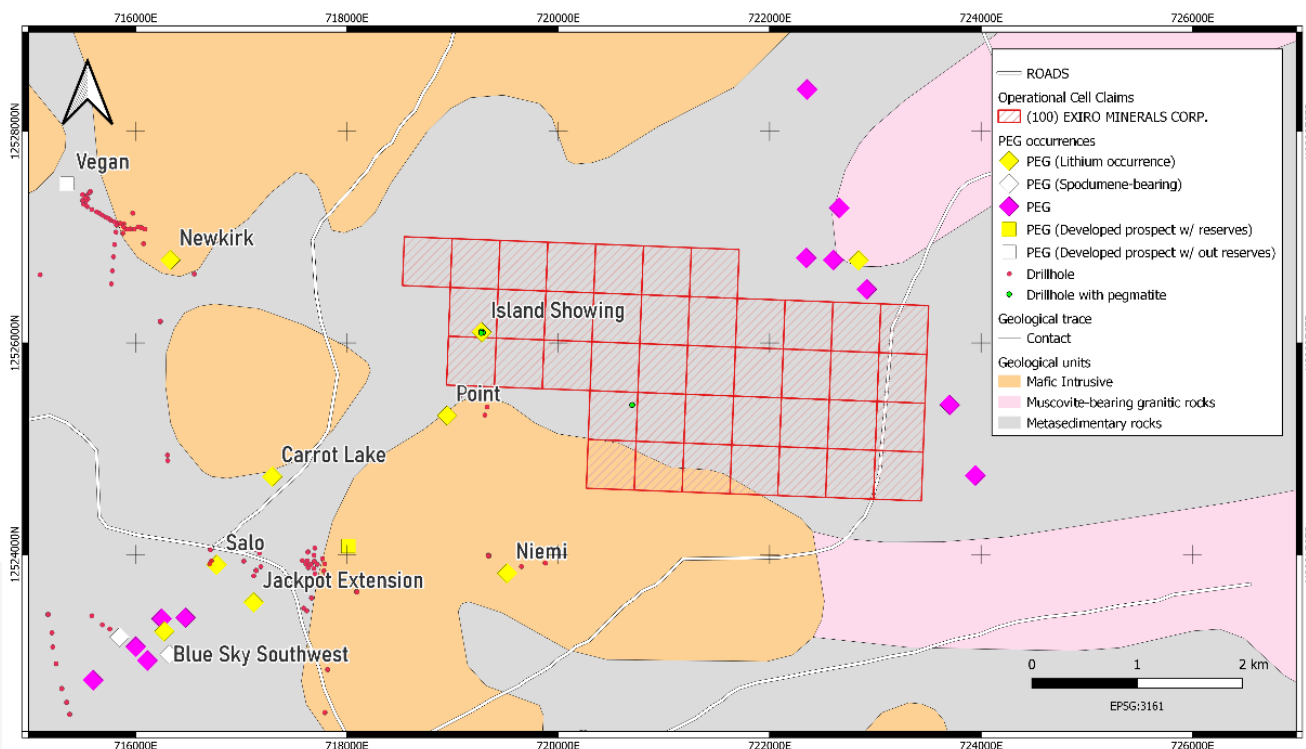 716000E 718000E 720000E 722000E 724000E 726000E
12528000N
12526000N
12524000N
Vegan
Newkirk
Island Showing
Point
Carrot Lake
Salo
Jackpot Extension
Niemi
Blue Sky Southwest
ROADS
Operational Cell Claims
(100) EXIRO MINERALS CORP.
PEG occurrences
PEG (Lithium occurrence)
PEG (Spodumene-bearing)
PEG
PEG (Developed prospect w/ reserves)
PEG (Developed prospect w/ out reserves)
Drillhole
Drillhole with pegmatite
Geological trace
Contact
Geological units
Mafic Intrusive
Muscovite-bearing granitic rocks
Metasedimentary rocks
0 1 2 km
EPSG:3161
716000E 718000E 720000E 722000E 724000E 726000E